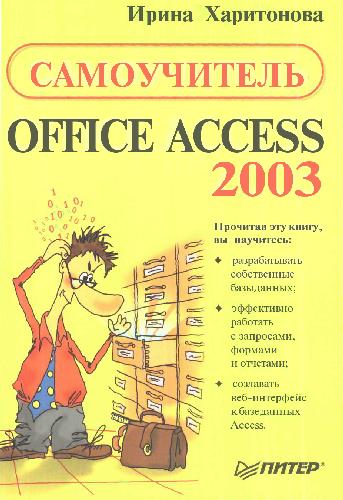 Ирина Харитонова
САМОУЧИТЕЛЬ
OFFICE ACCESS
2003
Прочитав эту книгу,
вы научитесь:
разрабатывать
собственные
базы данных;
эффективно
работать
с запросами,
формами
и отчетами;
создавать
веб-интерфейс
к базе данных
Access.
ПИТЕР